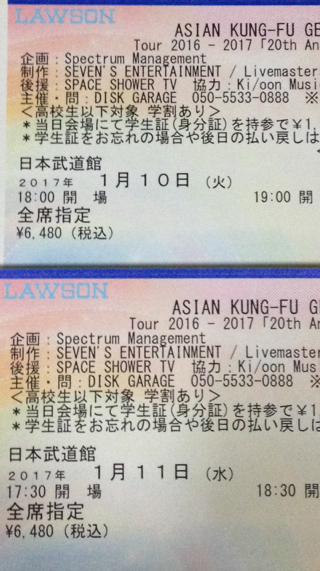 LAWSON
ASIAN KUNG-FU GE
Tour 2016 - 2017 「20th An
企画：Spectrum Management
制作：SEVEN'S ENTERTAINMENT / Livemaste
後援：SPACE SHOWER TV 協力：Ki/oon Musi
主催・問：DISK GARAGE 050-5533-0888 ※
＜高校生以下対象 学割あり＞
＊当日会場にて学生証(身分証)を持参で¥1,
＊学生証をお忘れの場合や後日の払い戻しは
日本武道館
2017年 1月10日 (火)
18:00 開 場 19:00 開
全席指定
¥6,480 (税込)
LAWSON
ASIAN KUNG-FU GE
Tour 2016 - 2017 「20th An
企画：Spectrum Management
制作：SEVEN'S ENTERTAINMENT / Livemaster
後援：SPACE SHOWER TV 協力：Ki/oon Mus
主催・問：DISK GARAGE 050-5533-0888 ※
＜高校生以下対象 学割あり＞
＊当日会場にて学生証(身分証)を持参で¥1
＊学生証をお忘れの場合や後日の払い戻しは
日本武道館
2017年 1月11日 (水)
17:30 開 場 18:30 開
全席指定
¥6,480 (税込)